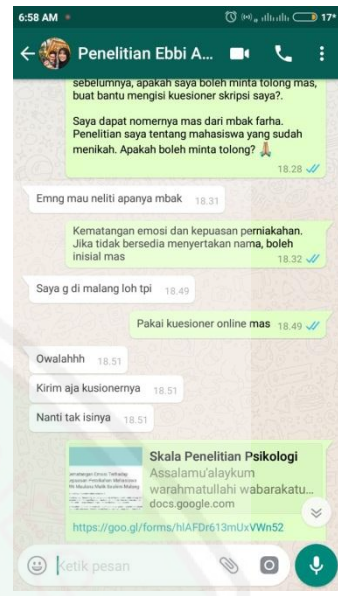 6:58 AM
17%
Penelitian Ebbi A...
sebelumnya, apakah saya boleh minta tolong mas,
buat bantu mengisi kuesioner skripsi saya?.
Saya dapat nomernya mas dari mbak farha.
Penelitian saya tentang mahasiswa yang sudah
menikah. Apakah boleh minta tolong? 🙏
18.28
Emng mau neliti apanya mbak 18.31
Kematangan emosi dan kepuasan perniakahan.
Jika tidak bersedia menyertakan nama, boleh
inisial mas
18.32
Saya g di malang loh tpi 18.49
Pakai kuesioner online mas 18.49
Owalahhh 18.51
Kirim aja kusionernya 18.51
Nanti tak isinya 18.51
Skala Penelitian Psikologi
Assalamu'alaykum
warahmatullahi wabarakatu...
docs.google.com
https://goo.gl/forms/hlAFDr613mUxVWn52
Ketik pesan